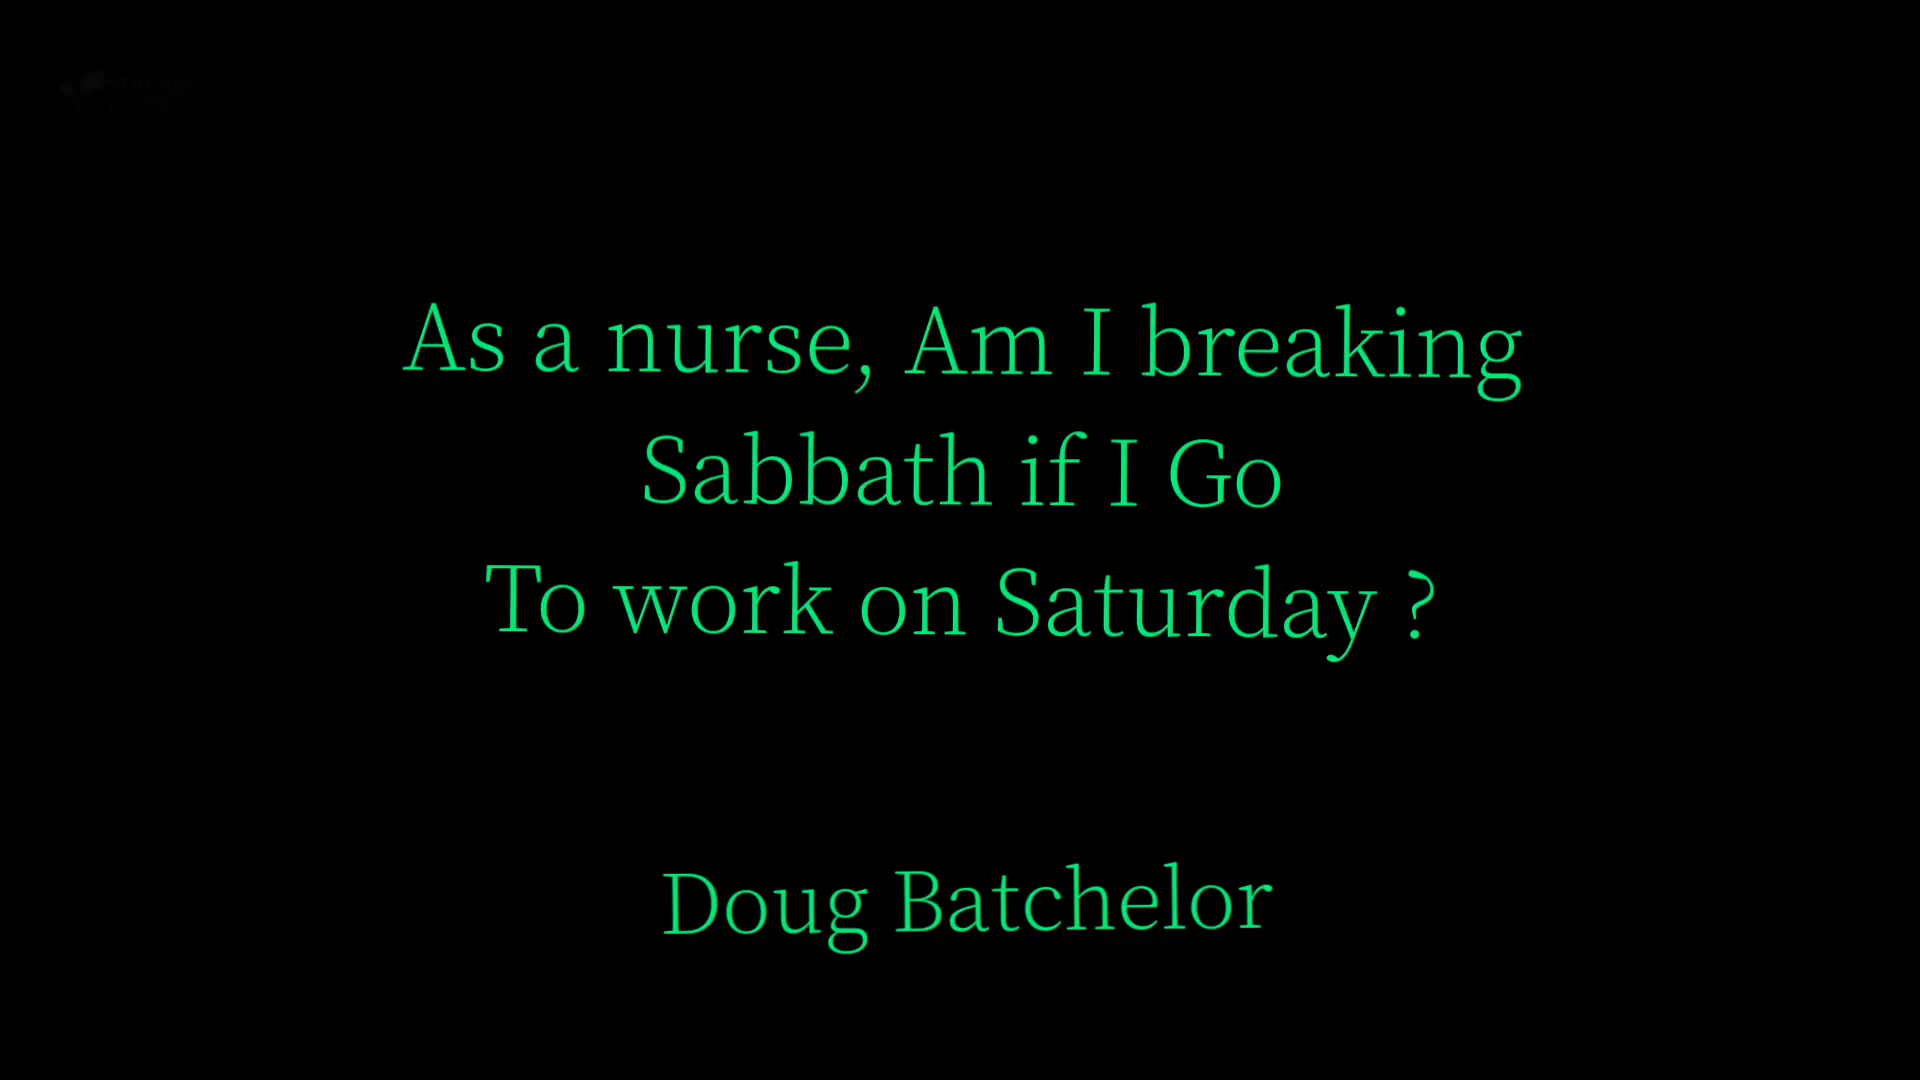 As a nurse, Am I breaking
Sabbath if I Go
To work on Saturday ?
Doug Batchelor